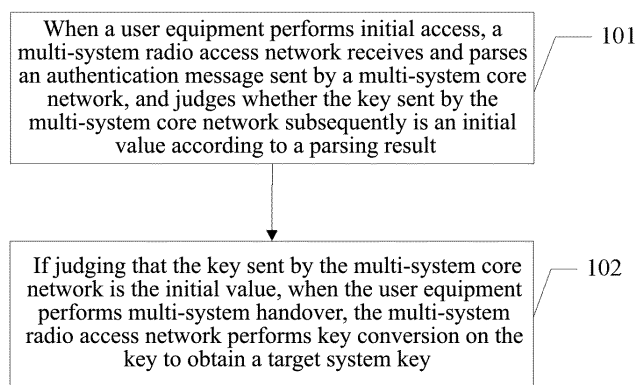 When a user equipment performs initial access, a
multi-system radio access network receives and parses
an authentication message sent by a multi-system core
network, and judges whether the key sent by the
multi-system core network subsequently is an initial
value according to a parsing result
101
If judging that the key sent by the multi-system core
network is the initial value, when the user equipment
performs multi-system handover, the multi-system
radio access network performs key conversion on the
key to obtain a target system key
102